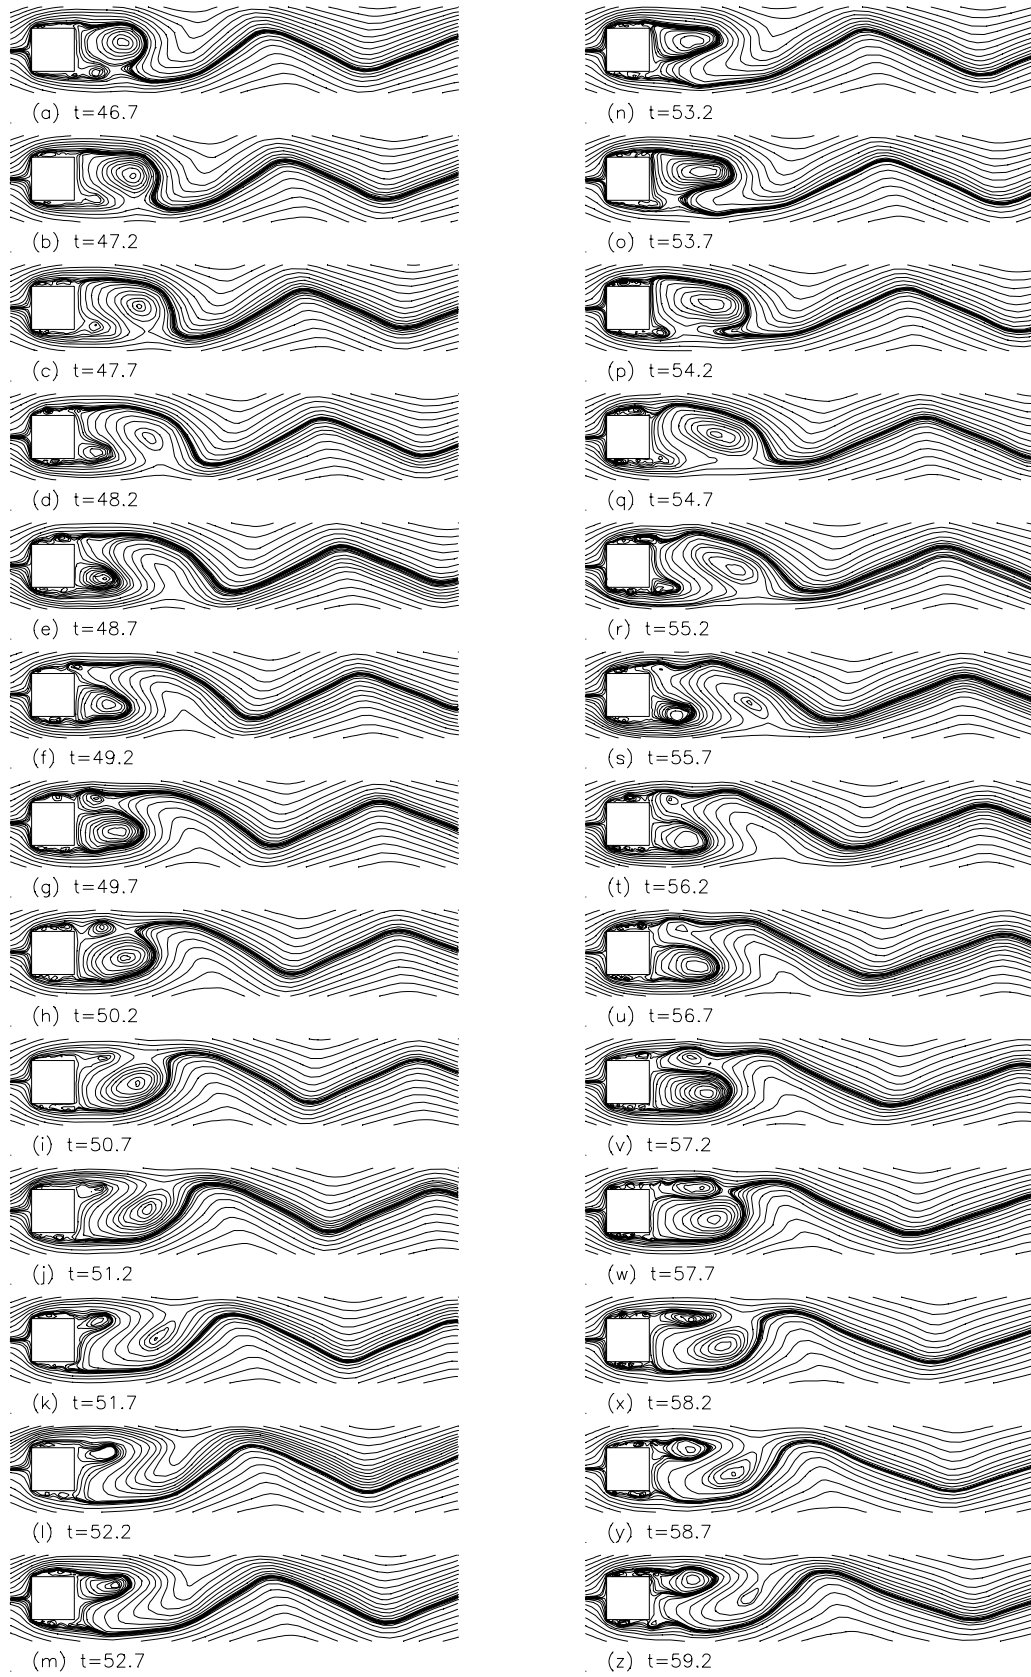 (a) t=46.7
(b) t=47.2
(c) t=47.7
(d) t=48.2
(e) t=48.7
(f) t=49.2
(g) t=49.7
(h) t=50.2
(i) t=50.7
(j) t=51.2
(k) t=51.7
(l) t=52.2
(m) t=52.7
(n) t=53.2
(o) t=53.7
(p) t=54.2
(q) t=54.7
(r) t=55.2
(s) t=55.7
(t) t=56.2
(u) t=56.7
(v) t=57.2
(w) t=57.7
(x) t=58.2
(y) t=58.7
(z) t=59.2